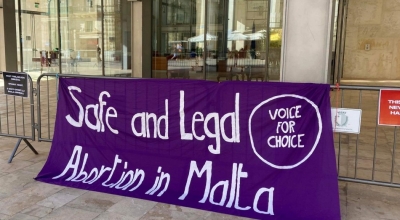 Safe and Legal
Abortion in Malta
VOICE
FOR
CHOICE